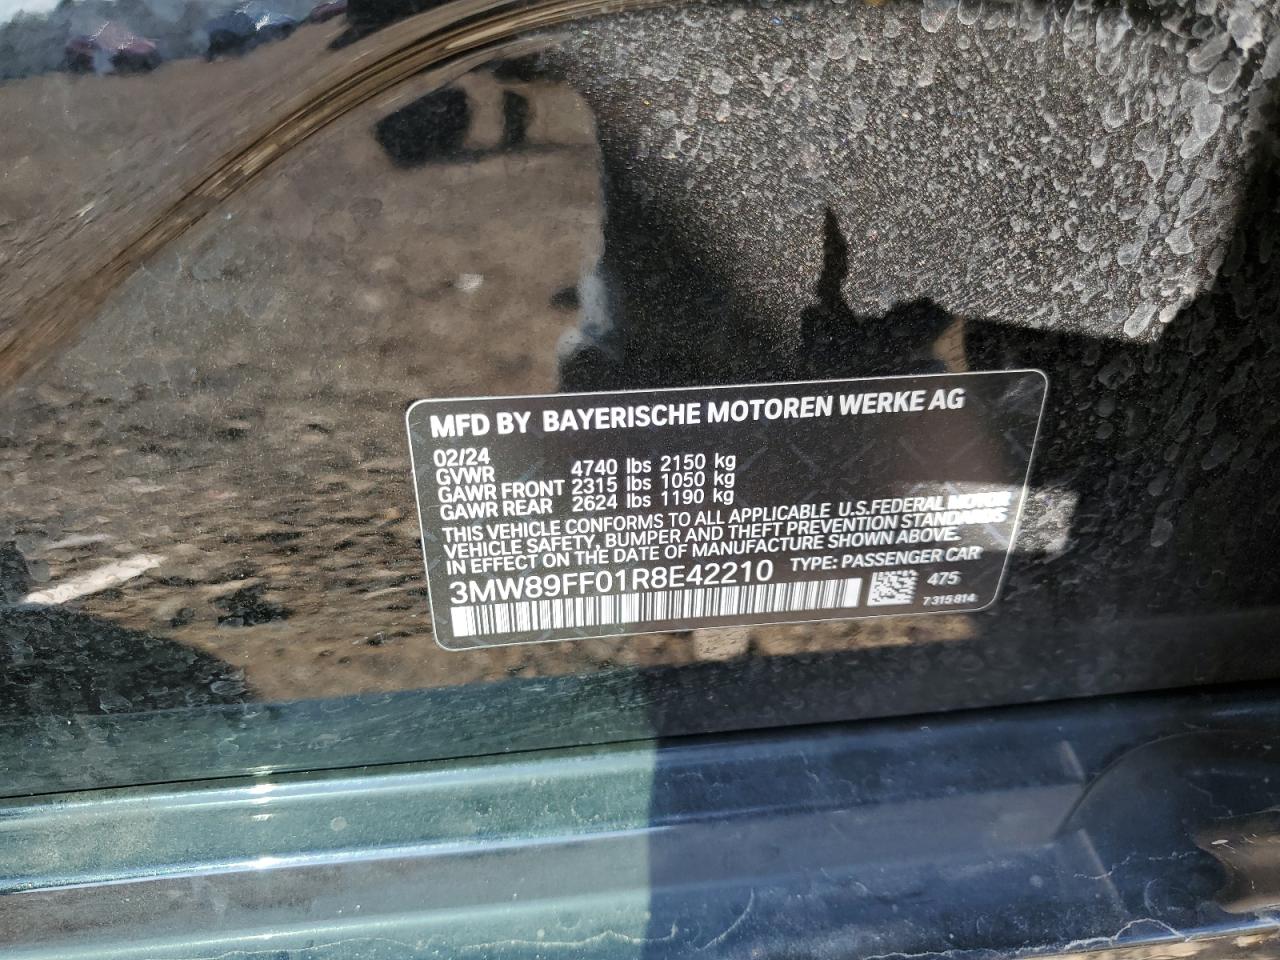 MFD BY BAYERISCHE MOTOREN WERKE AG
02/24
GVWR 4740 lbs 2150 kg
GAWR FRONT 2315 lbs 1050 kg
GAWR REAR 2624 lbs 1190 kg
THIS VEHICLE CONFORMS TO ALL APPLICABLE U.S.FEDERAL MOTOR
VEHICLE SAFETY, BUMPER AND THEFT PREVENTION STANDARDS
IN EFFECT ON THE DATE OF MANUFACTURE SHOWN ABOVE.
3MW89FF01R8E42210 TYPE: PASSENGER CAR
475
7 315 814